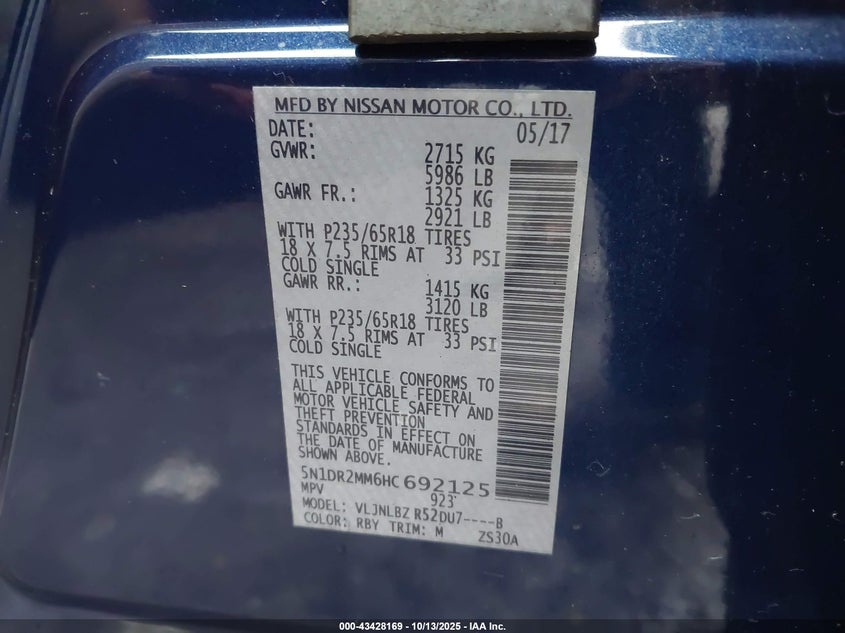 MFD BY NISSAN MOTOR CO., LTD.
DATE: 05/17
GVWR: 2715 KG
5986 LB
GAWR FR.: 1325 KG
2921 LB
WITH P235/65R18 TIRES
18 X 7.5 RIMS AT 33 PSI
COLD SINGLE
GAWR RR.: 1415 KG
3120 LB
WITH P235/65R18 TIRES
18 X 7.5 RIMS AT 33 PSI
COLD SINGLE
THIS VEHICLE CONFORMS TO
ALL APPLICABLE FEDERAL
MOTOR VEHICLE SAFETY AND
THEFT PREVENTION
STANDARDS IN EFFECT ON
THE DATE OF MANUFACTURE
SHOWN ABOVE.
5N1DR2MM6HC692125
MPV 923
MODEL: VLJNLBZ R52DU7----B
COLOR: RBY TRIM: M ZS30A
000-43428169 - 10/13/2025 - IAA Inc.